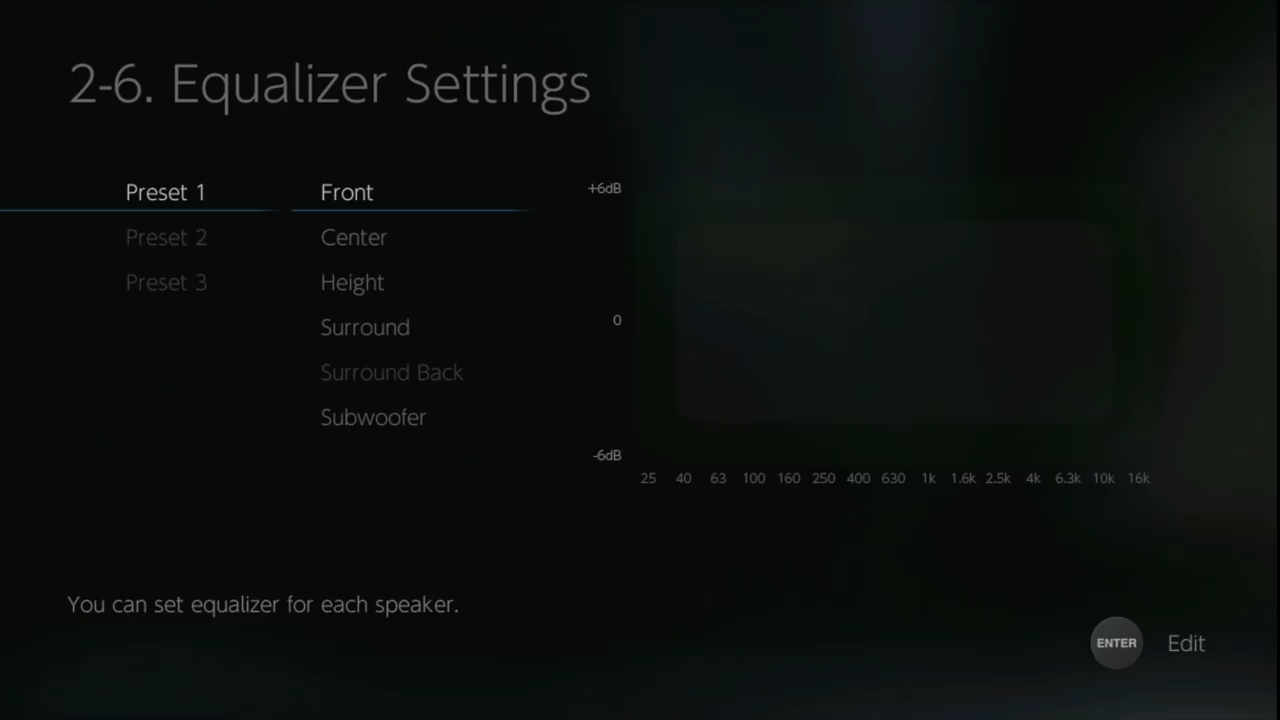 2-6. Equalizer Settings
Preset 1
Preset 2
Preset 3
Front
Center
Height
Surround
Surround Back
Subwoofer
+6dB
0
-6dB
25 40 63 100 160 250 400 630 1k 1.6k 2.5k 4k 6.3k 10k 16k
You can set equalizer for each speaker.
ENTER Edit